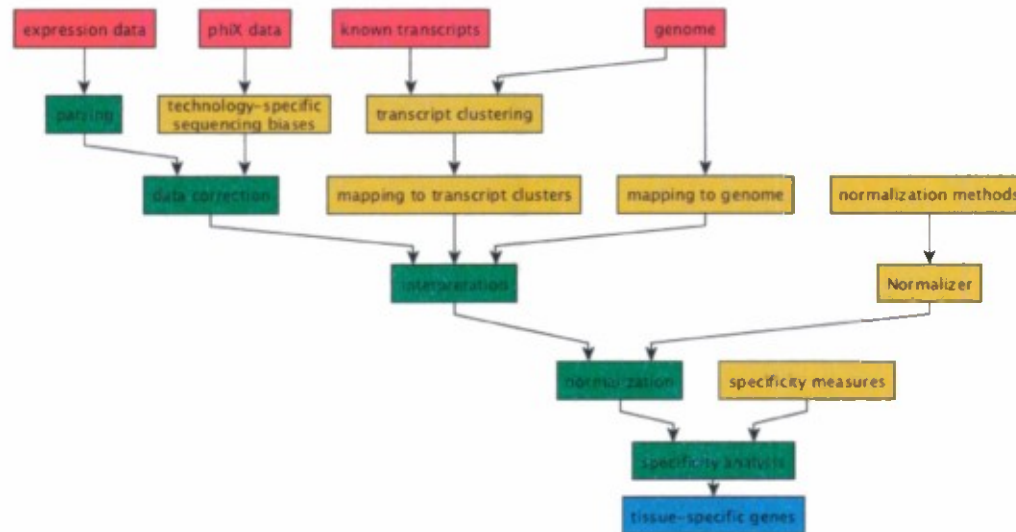 expression data
phiX data
known transcripts
genome
parsing
technology-specific
sequencing biases
transcript clustering
data correction
mapping to transcript clusters
mapping to genome
normalization methods
interpretation
Normalizer
normalization
specificity measures
specificity analysis
tissue-specific genes